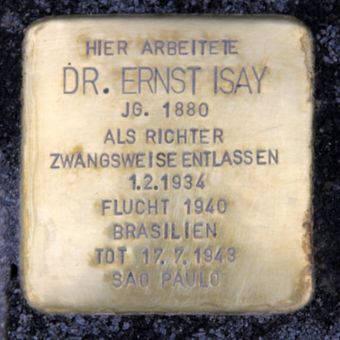 HIER ARBEITETE
DR. ERNST ISAY
JG. 1880
ALS RICHTER
ZWANGSWEISE ENTLASSEN
1.2.1934
FLUCHT 1940
BRASILIEN
TOT 17.7.1943
SAO PAULO